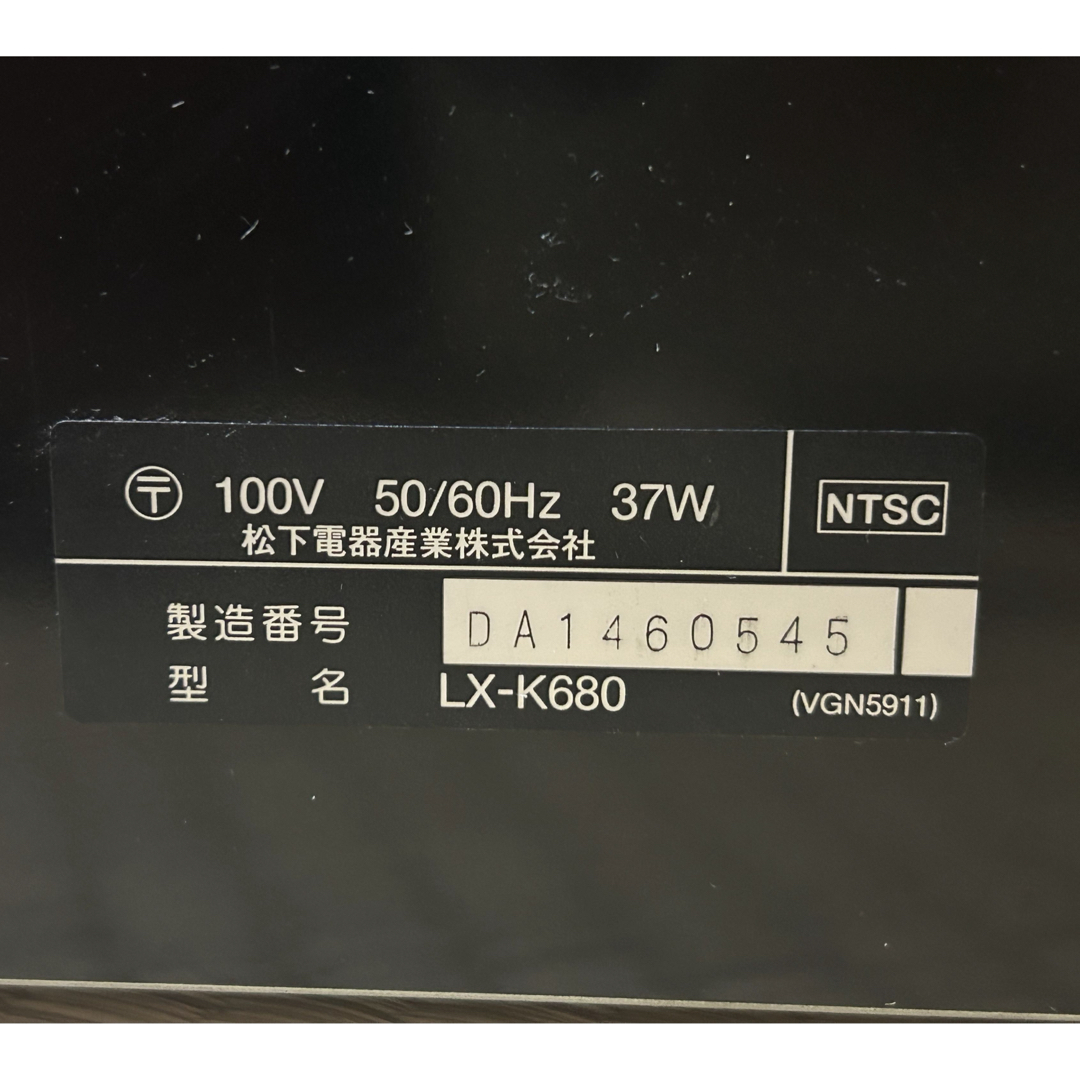 〒 100V 50/60Hz 37W
松下電器産業株式会社
NTSC
製造番号 DA1460545
型名 LX-K680 (VGN5911)